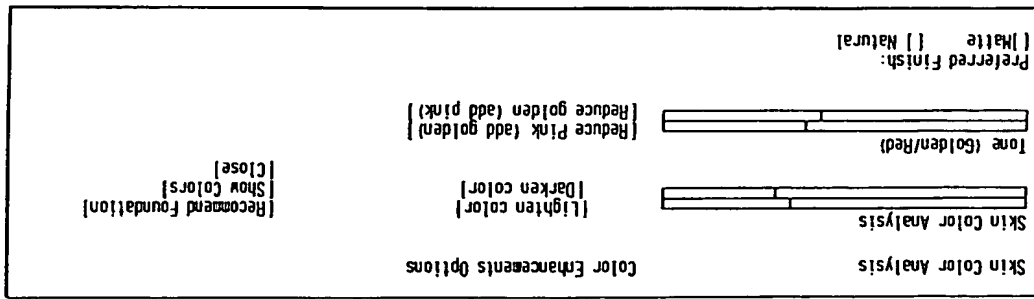 Skin Color Analysis Color Enhancements Options
Skin Color Analysis
|Lighten color| |Recommend Foundation|
|Darken color| |Show Colors|
|Close|
Tone (Golden/Red)
|Reduce Pink (add golden)|
|Reduce golden (add pink)|
Preferred Finish:
[ ]Matte [ ] Natural